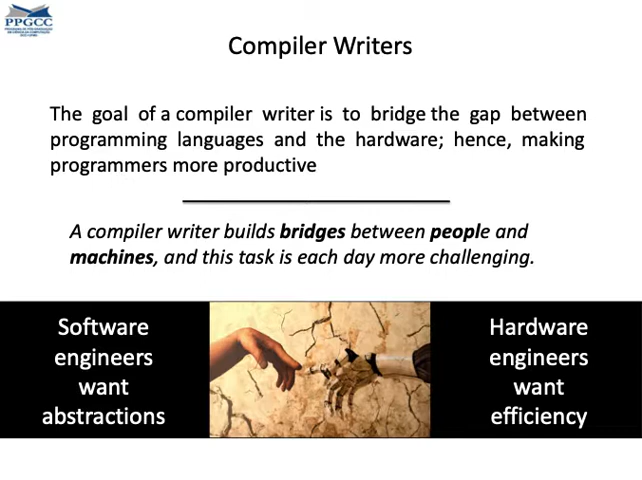 PPGCC
Compiler Writers
The goal of a compiler writer is to bridge the gap between
programming languages and the hardware; hence, making
programmers more productive
A compiler writer builds bridges between people and
machines, and this task is each day more challenging.
Software
engineers
want
abstractions
Hardware
engineers
want
efficiency